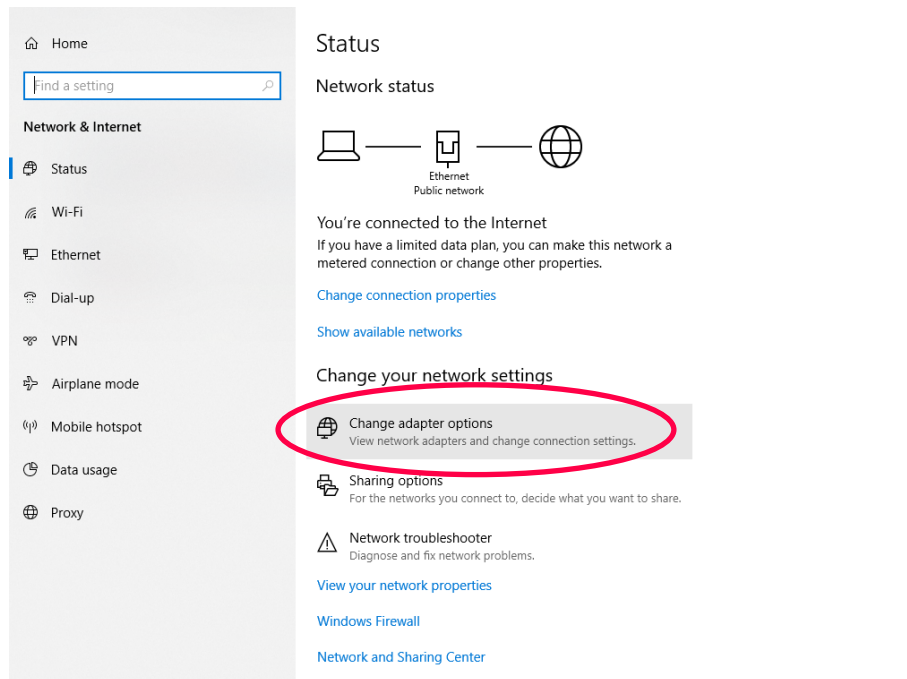 Home
Find a setting
Network & Internet
Status
Wi-Fi
Ethernet
Dial-up
VPN
Airplane mode
Mobile hotspot
Data usage
Proxy
Status
Network status
Ethernet
Public network
You're connected to the Internet
If you have a limited data plan, you can make this network a
metered connection or change other properties.
Change connection properties
Show available networks
Change your network settings
Change adapter options
View network adapters and change connection settings.
Sharing options
For the networks you connect to, decide what you want to share.
Network troubleshooter
Diagnose and fix network problems.
View your network properties
Windows Firewall
Network and Sharing Center